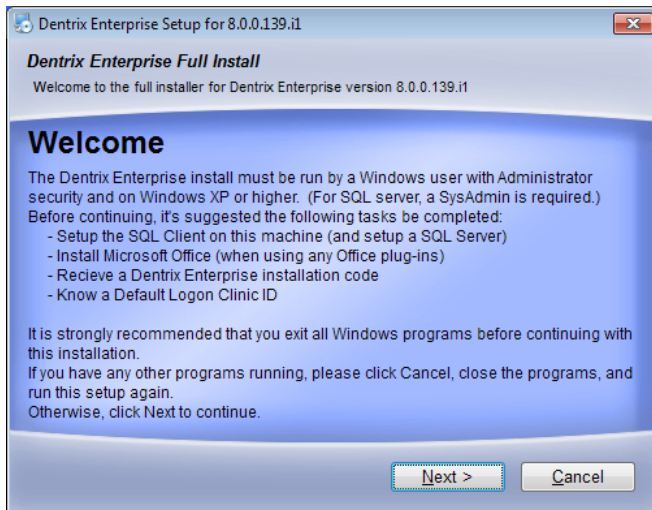 Dentrix Enterprise Setup for 8.0.0.139.i1
Dentrix Enterprise Full Install
Welcome to the full installer for Dentrix Enterprise version 8.0.0.139.i1
Welcome
The Dentrix Enterprise install must be run by a Windows user with Administrator
security and on Windows XP or higher. (For SQL server, a SysAdmin is required.)
Before continuing, it's suggested the following tasks be completed:
- Setup the SQL Client on this machine (and setup a SQL Server)
- Install Microsoft Office (when using any Office plug-ins)
- Recieve a Dentrix Enterprise installation code
- Know a Default Logon Clinic ID
It is strongly recommended that you exit all Windows programs before continuing with
this installation.
If you have any other programs running, please click Cancel, close the programs, and
run this setup again.
Otherwise, click Next to continue.
Next >
Cancel